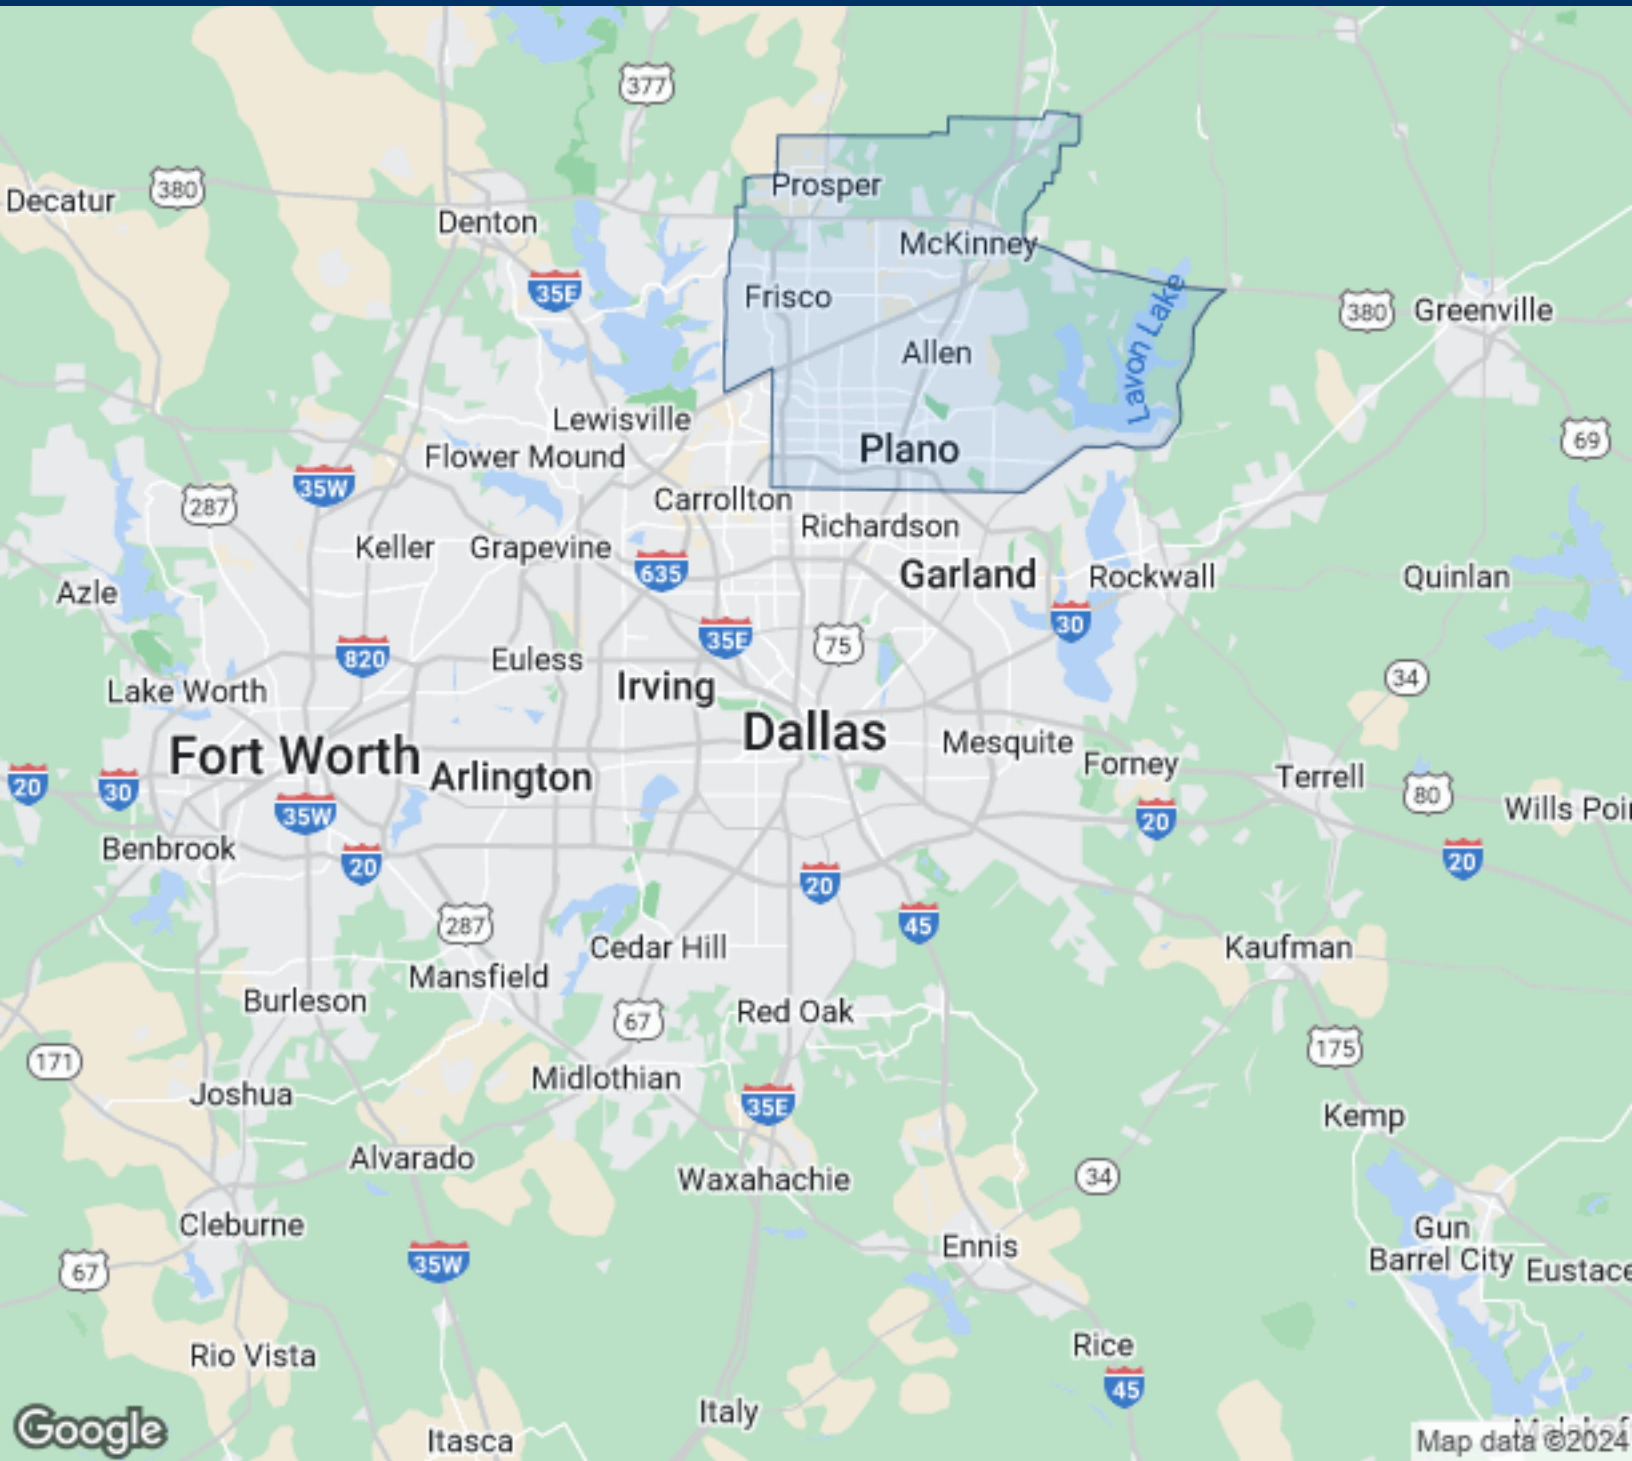 377
Decatur
380
Prosper
Denton
McKinney
35E
Frisco
Lavon Lake
380
Greenville
Allen
Lewisville
Flower Mound
Plano
69
35W
287
Carrollton
Richardson
Keller
Grapevine
635
Garland
Rockwall
Quinlan
Azle
30
35E
75
820
Euless
Irving
34
Lake Worth
Dallas
Mesquite
Forney
Fort Worth
Arlington
Terrell
20
30
80
Wills Poi
35W
20
Benbrook
20
20
20
287
45
Cedar Hill
Kaufman
Mansfield
Burleson
Red Oak
67
175
171
Midlothian
Joshua
35E
Kemp
Alvarado
34
Waxahachie
Cleburne
Gun
Barrel City
Ennis
67
35W
Eustace
Rice
Rio Vista
45
Italy
Google
Itasca
Map data ©2024